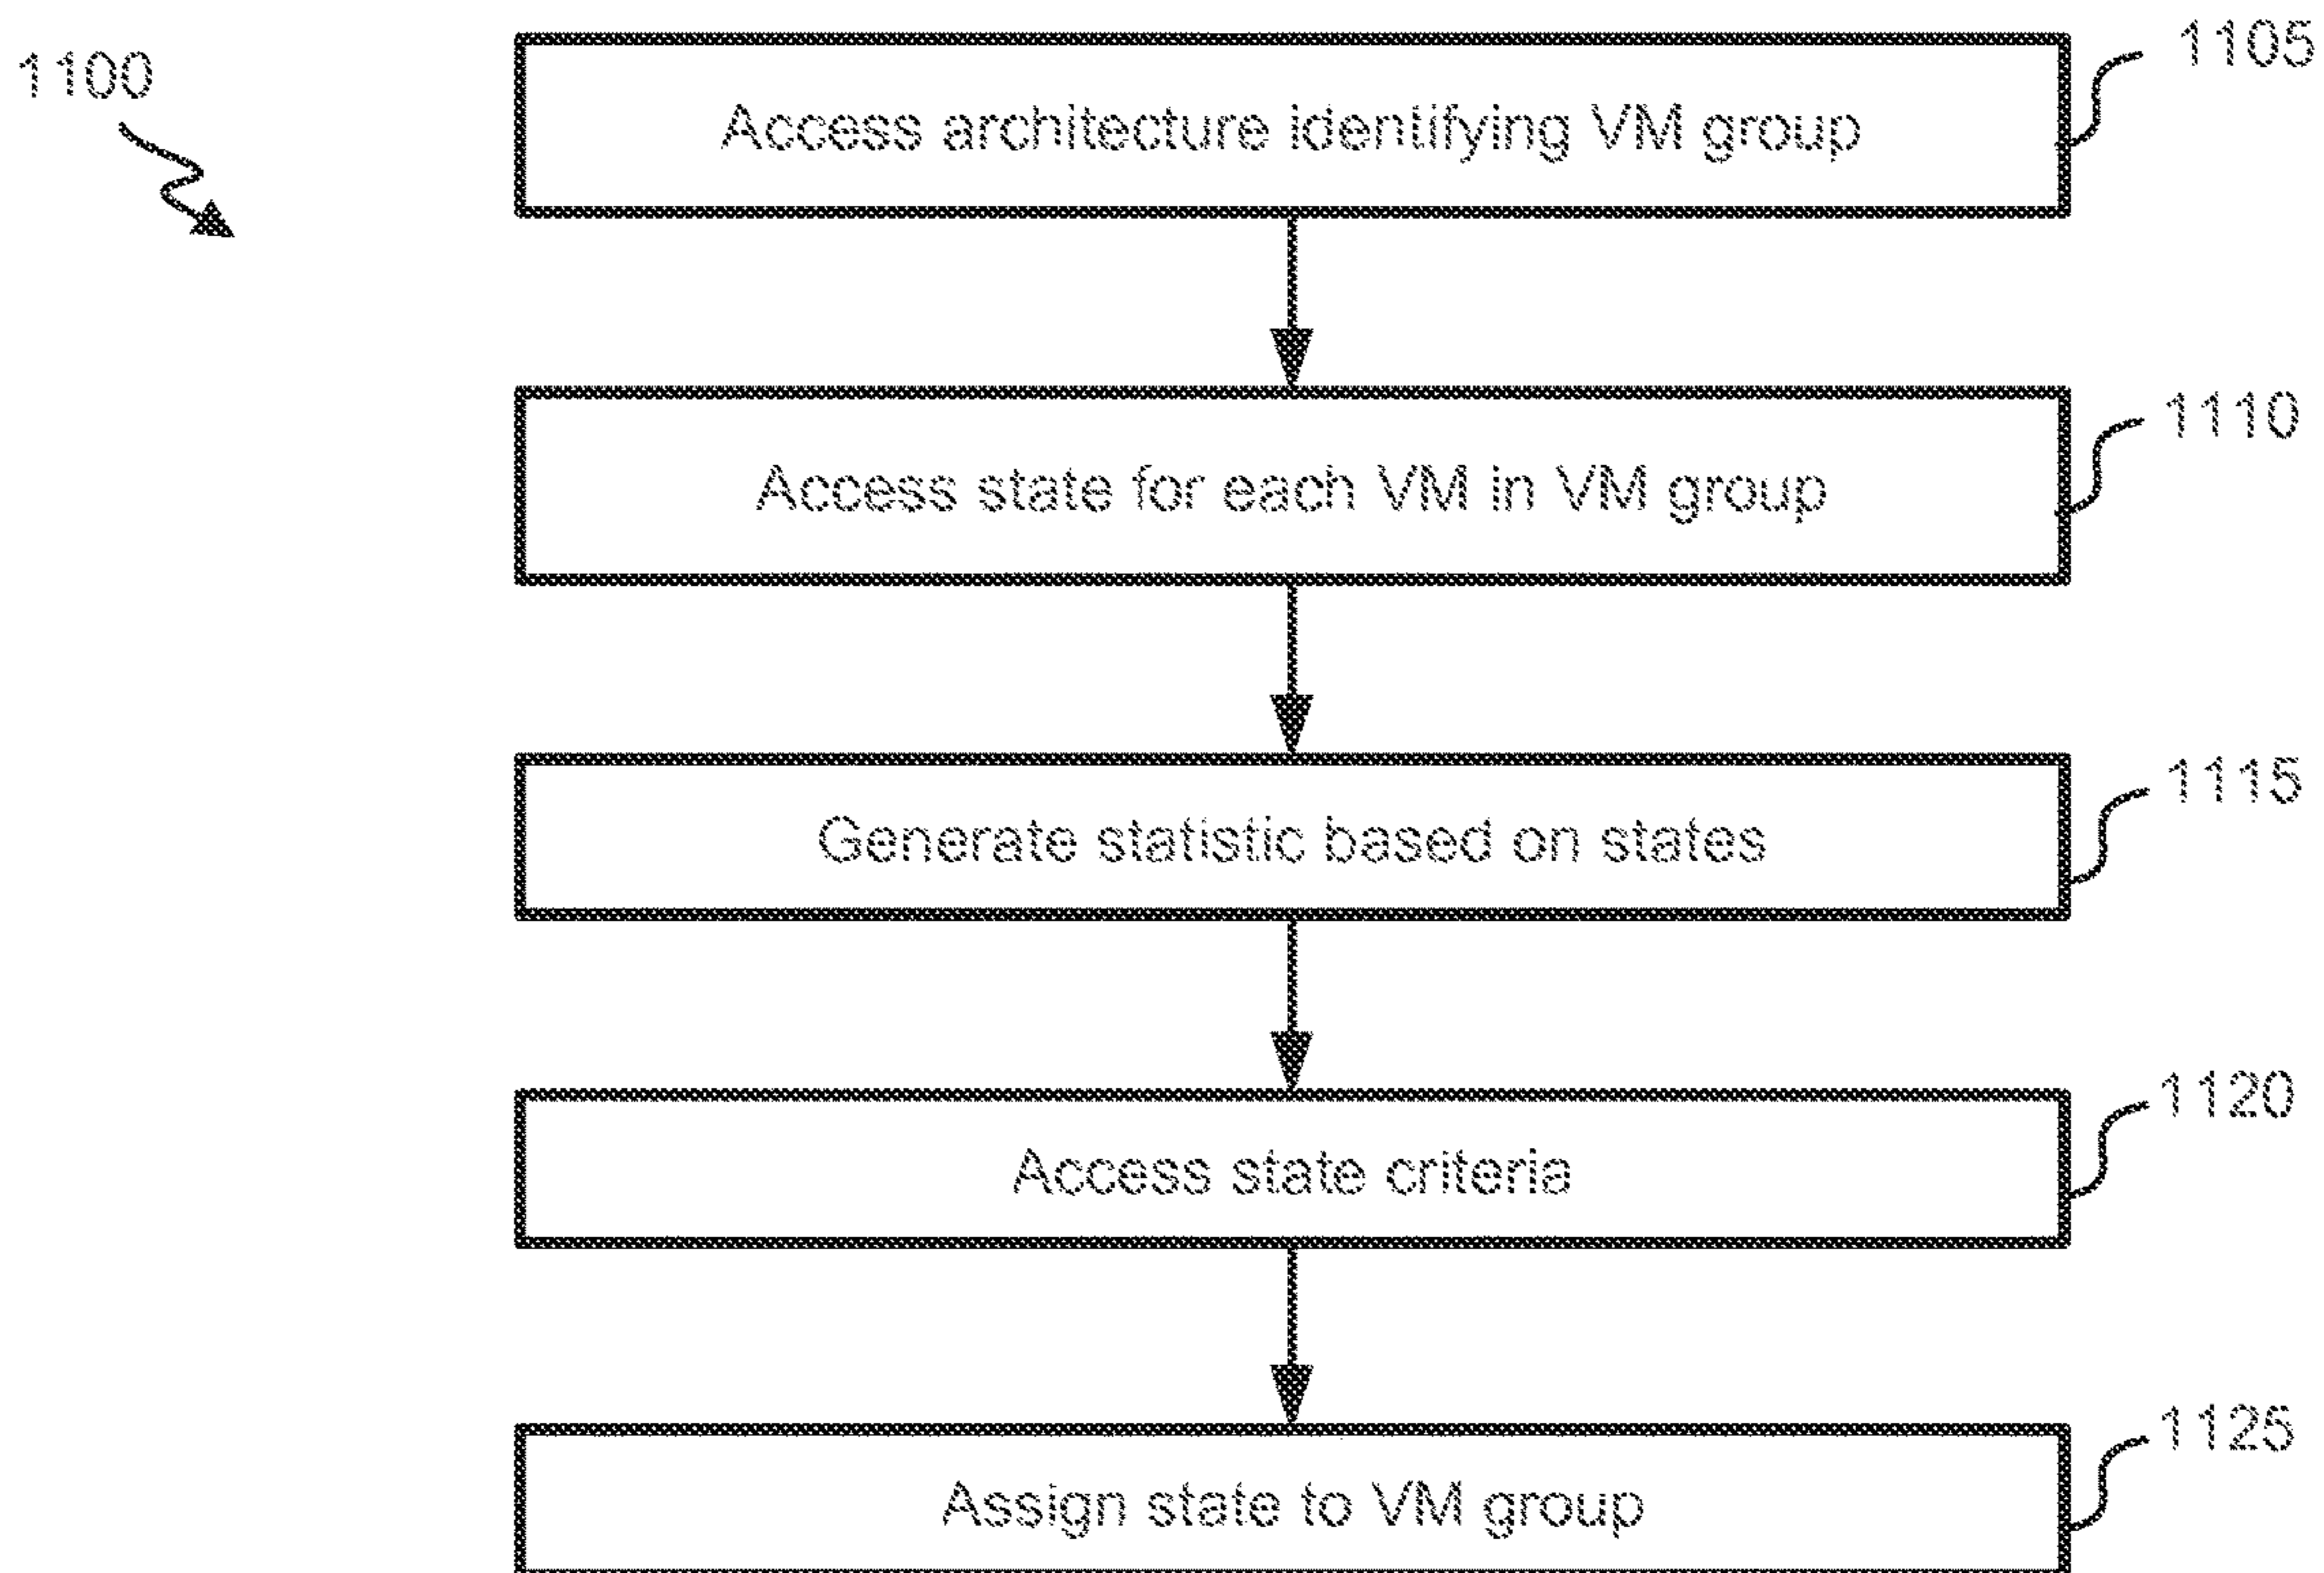 1100
1105
Access architecture identifying VM group
1110
Access state for each VM in VM group
1115
Generate statistic based on states
1120
Access state criteria
1125
Assign state to VM group